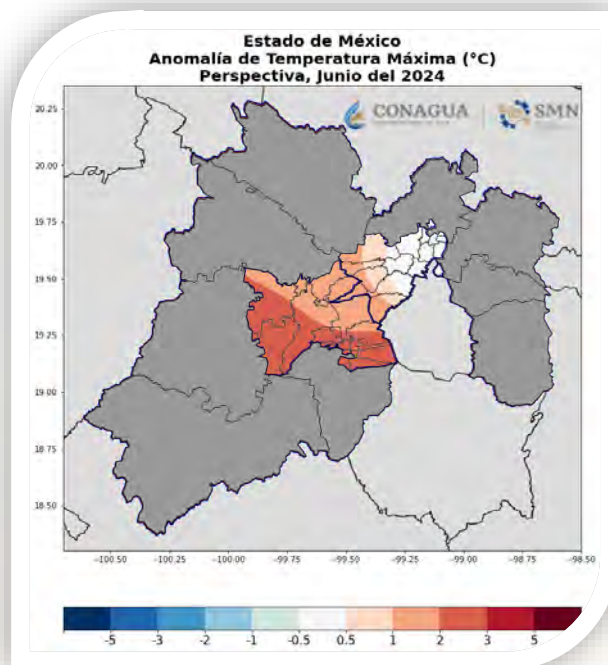 Estado de México
Anomalía de Temperatura Máxima (°C)
Perspectiva, Junio del 2024
CONAGUA
SMN
20.25
20.00
19.75
19.50
19.25
19.00
18.75
18.50
−100.50 −100.25 −100.00 −99.75 −99.50 −99.25 −99.00 −98.75 −98.50
-5 -3 -2 -1 -0.5 0.5 1 2 3 5